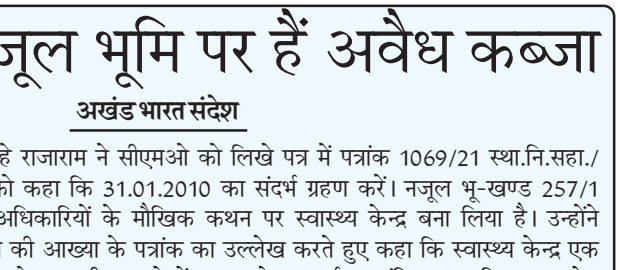 जूल भूमि पर हैं अवैध कब्जा
अखंड भारत संदेश
हे राजाराम ने सीएमओ को लिखे पत्र में पत्रांक 1069/21 स्था.नि.सहा./
को कहा कि 31.01.2010 का संदर्भ ग्रहण करें। नजूल भू-खण्ड 257/1
अधिकारियों के मौखिक कथन पर स्वास्थ्य केन्द्र बना लिया है। उन्होंने
की आख्या के पत्रांक का उल्लेख करते हुए कहा कि स्वास्थ्य केन्द्र एक